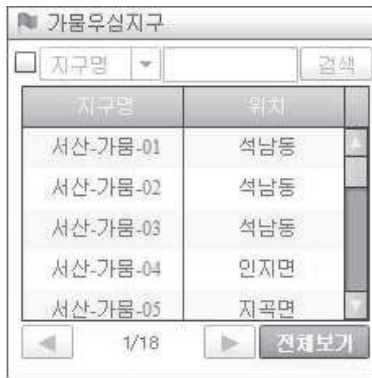 가뭄우심지구
지구명 검색
지구명 위치
서산-가뭄-01 석남동
서산-가뭄-02 석남동
서산-가뭄-03 석남동
서산-가뭄-04 인지면
서산-가뭄-05 지곡면
1/18 전체보기